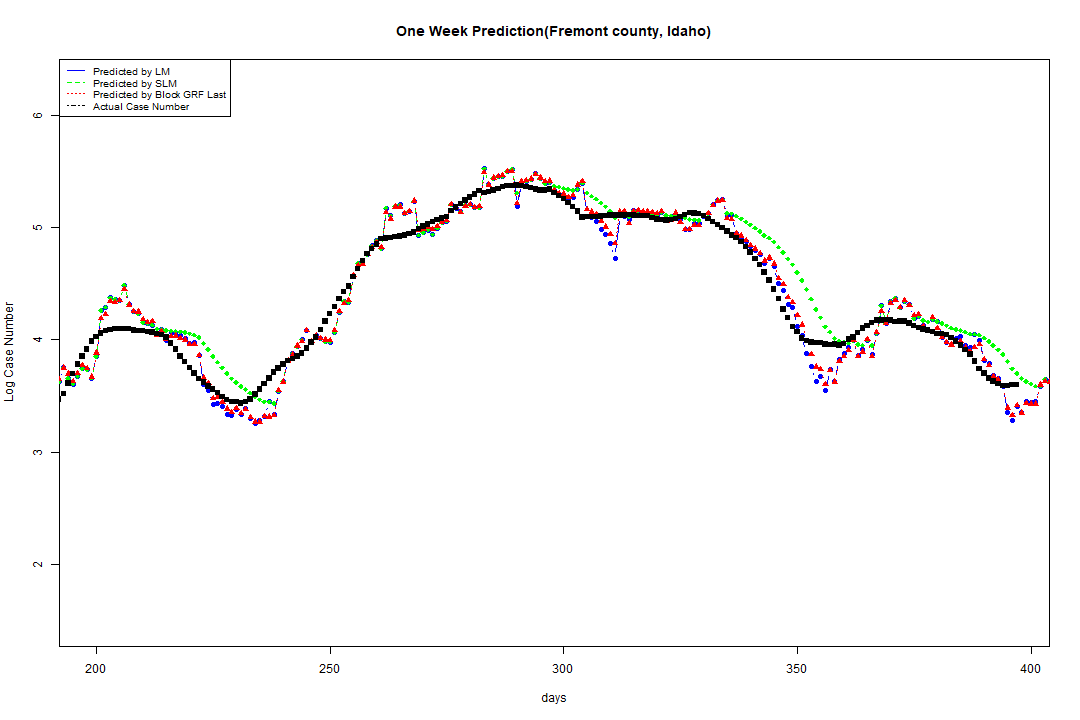 One Week Prediction(Fremont county, Idaho)
Predicted by LM
Predicted by SLM
Predicted by Block GRF Last
Actual Case Number
6
5
4
3
2
Log Case Number
200 250 300 350 400
days